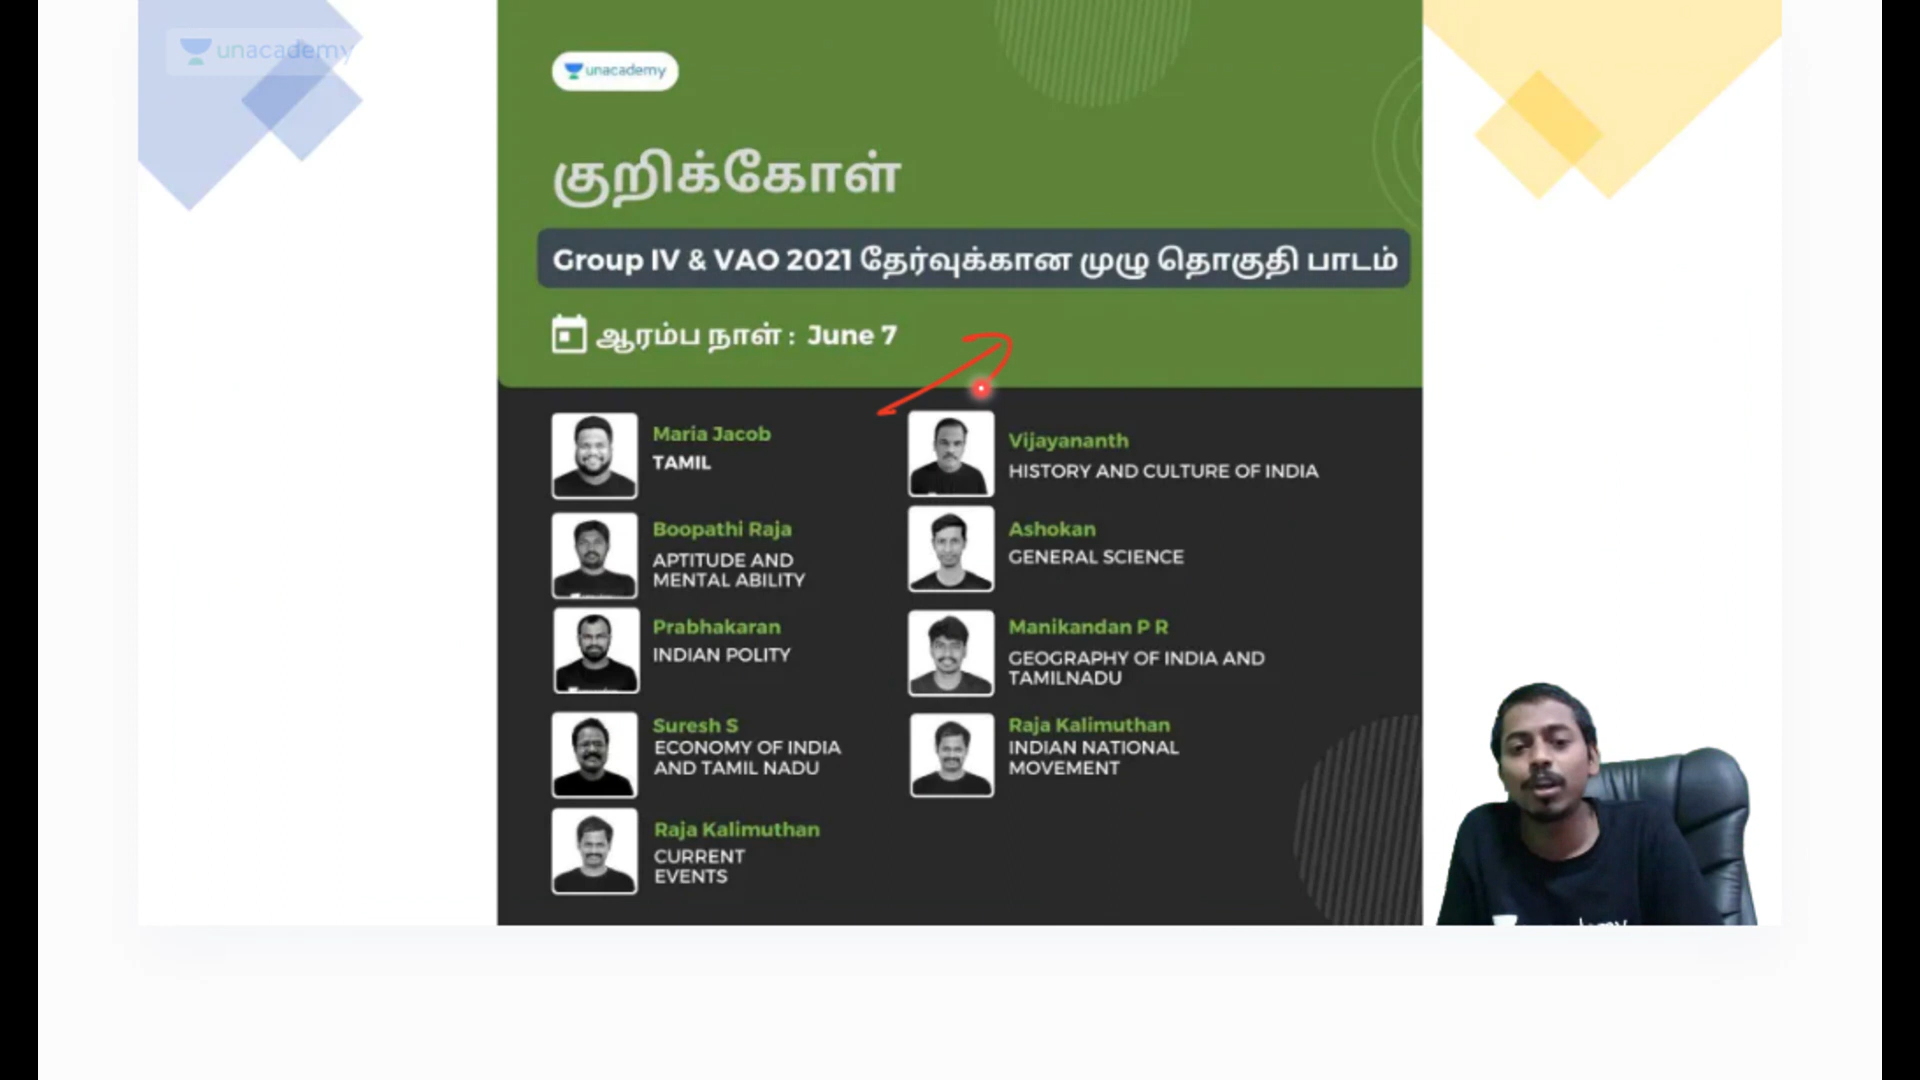 unacademy
unacademy
குறிக்கோள்
Group IV & VAO 2021 தேர்வுக்கான முழு தொகுதி பாடம்
ஆரம்ப நாள் : June 7
Maria Jacob
TAMIL
Vijayananth
HISTORY AND CULTURE OF INDIA
Boopathi Raja
APTITUDE AND
MENTAL ABILITY
Ashokan
GENERAL SCIENCE
Prabhakaran
INDIAN POLITY
Manikandan P R
GEOGRAPHY OF INDIA AND
TAMILNADU
Suresh S
ECONOMY OF INDIA
AND TAMIL NADU
Raja Kalimuthan
INDIAN NATIONAL
MOVEMENT
Raja Kalimuthan
CURRENT
EVENTS